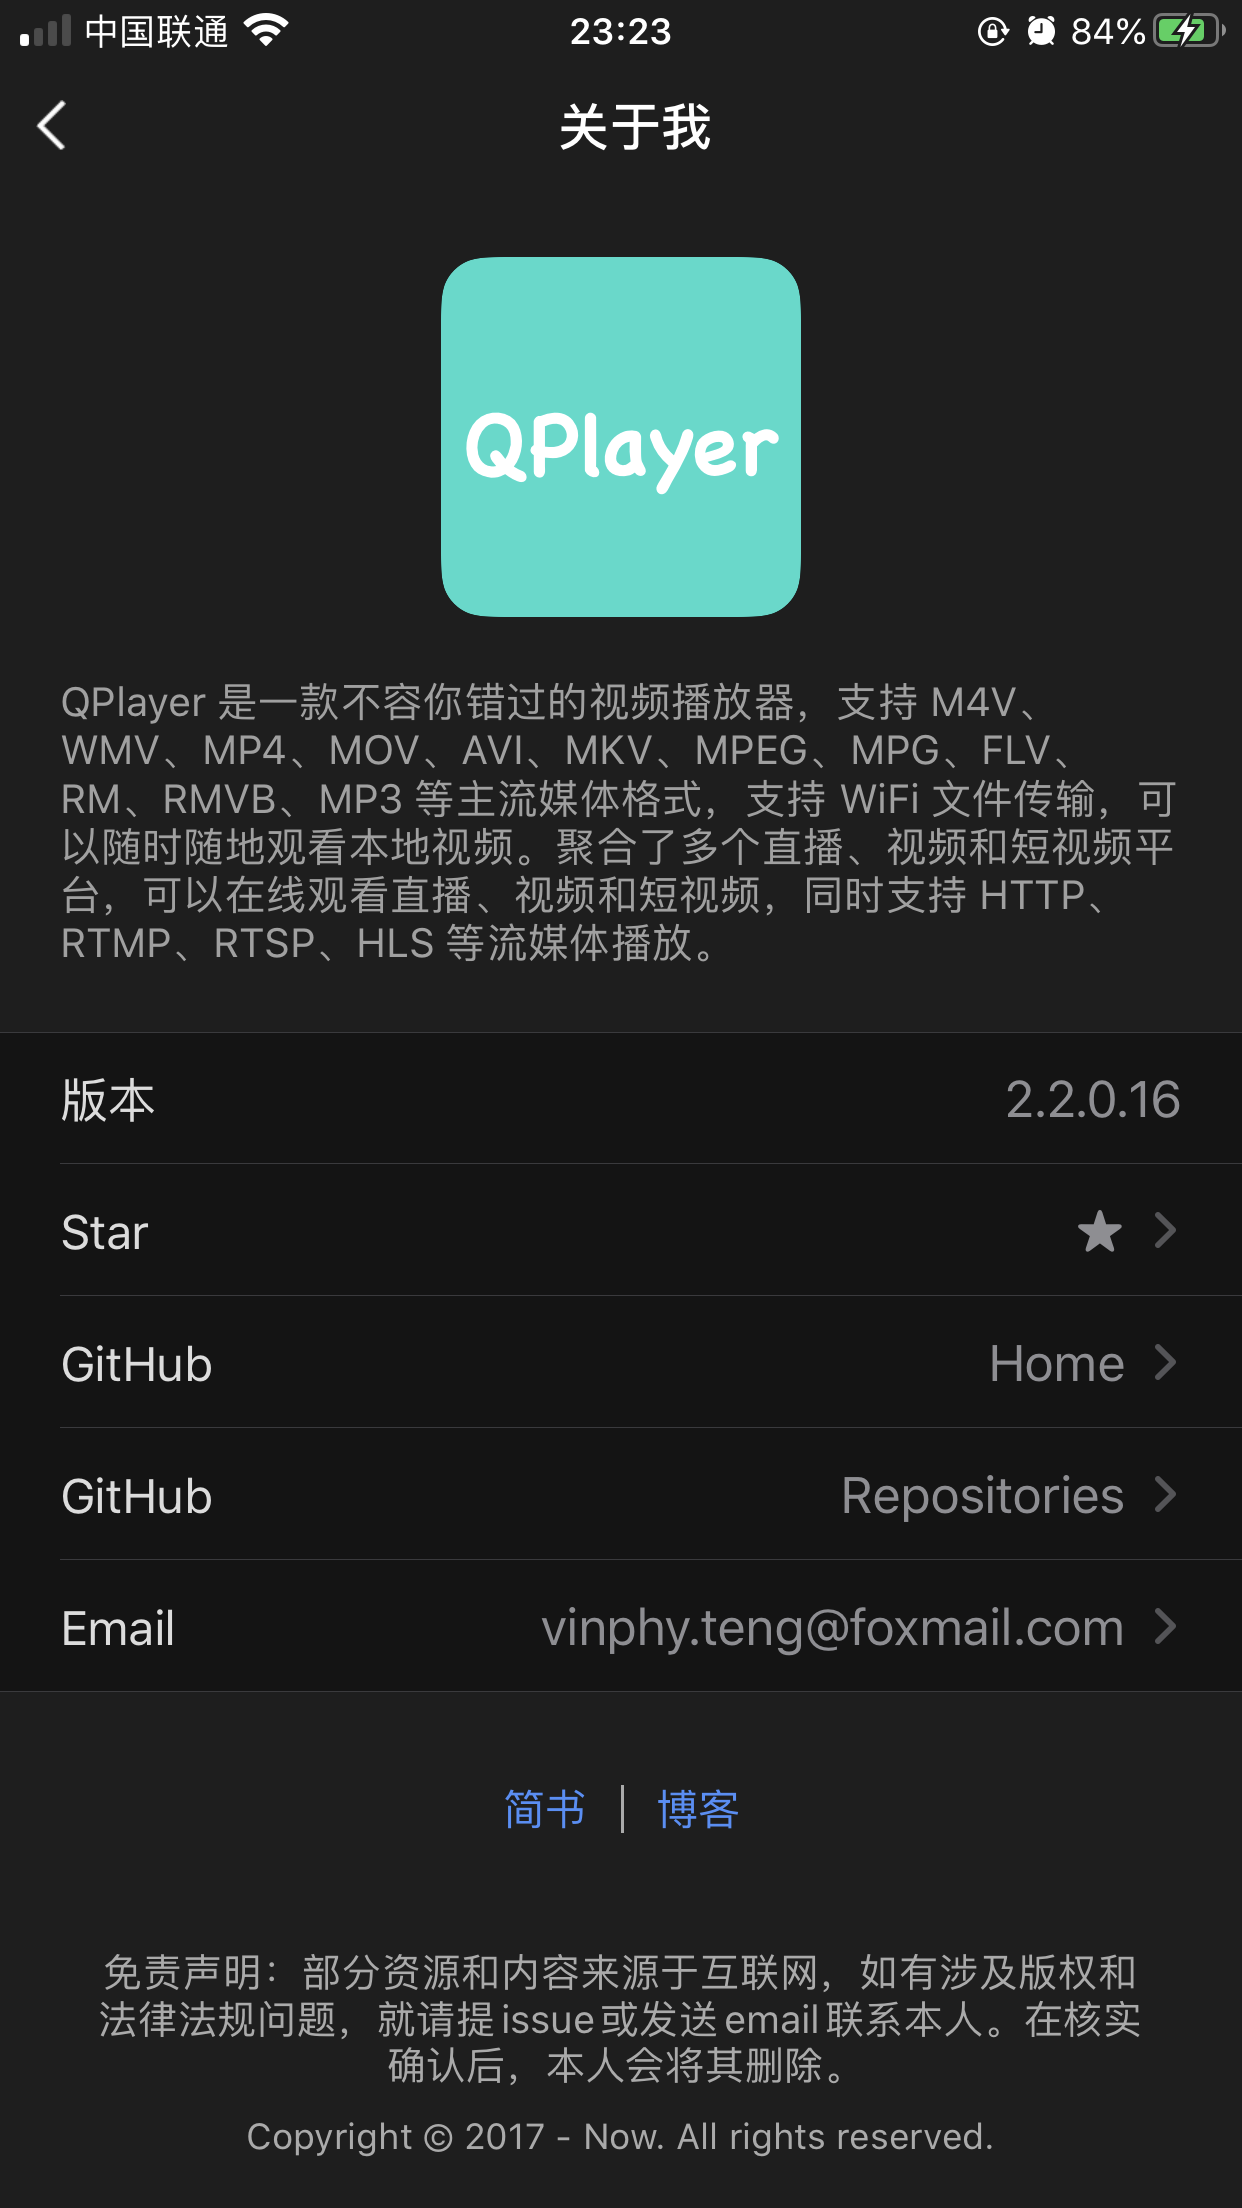 中国联通
23:23
84%
关于我
QPlayer
QPlayer 是一款不容你错过的视频播放器，支持 M4V、
WMV、MP4、MOV、AVI、MKV、MPEG、MPG、FLV、
RM、RMVB、MP3 等主流媒体格式，支持 WiFi 文件传输，可
以随时随地观看本地视频。聚合了多个直播、视频和短视频平
台，可以在线观看直播、视频和短视频，同时支持 HTTP、
RTMP、RTSP、HLS 等流媒体播放。
版本 2.2.0.16
Star
GitHub Home
GitHub Repositories
Email vinphy.teng@foxmail.com
简书 | 博客
免责声明：部分资源和内容来源于互联网，如有涉及版权和
法律法规问题，就请提issue或发送email联系本人。在核实
确认后，本人会将其删除。
Copyright © 2017 - Now. All rights reserved.